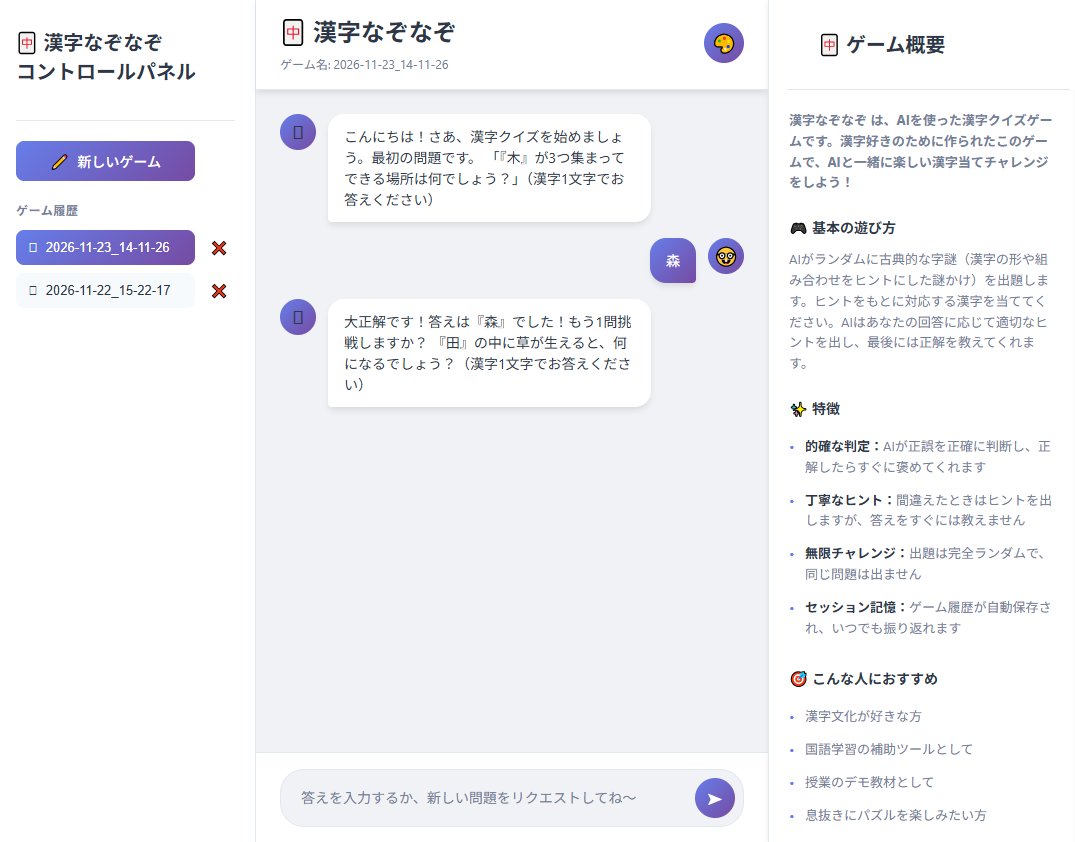 漢字なぞなぞ
コントロールパネル
新しいゲーム
ゲーム履歴
2026-11-23_14-11-26
2026-11-22_15-22-17
漢字なぞなぞ
ゲーム名: 2026-11-23_14-11-26
こんにちは！さあ、漢字クイズを始めましょ
う。最初の問題です。 「『木』が3つ集まって
できる場所は何でしょう？」（漢字1文字でお
答えください）
森
大正解です！答えは『森』でした！もう1問挑
戦しますか？ 『田』の中に草が生えると、何
になるでしょう？（漢字1文字でお答えくださ
い）
答えを入力するか、新しい問題をリクエストしてね～
ゲーム概要
漢字なぞなぞ は、AIを使った漢字クイズゲー
ムです。漢字好きのために作られたこのゲー
ムで、AIと一緒に楽しい漢字当てチャレンジ
をしよう！
基本の遊び方
AIがランダムに古典的な字謎（漢字の形や組
み合わせをヒントにした謎かけ）を出題しま
す。ヒントをもとに対応する漢字を当ててく
ださい。AIはあなたの回答に応じて適切なヒ
ントを出し、最後には正解を教えてくれま
す。
特徴
• 的確な判定：AIが正誤を正確に判断し、正
解したらすぐに褒めてくれます
• 丁寧なヒント：間違えたときはヒントを出
しますが、答えをすぐには教えません
• 無限チャレンジ：出題は完全ランダムで、
同じ問題は出ません
• セッション記憶：ゲーム履歴が自動保存さ
れ、いつでも振り返れます
こんな人におすすめ
• 漢字文化が好きな方
• 国語学習の補助ツールとして
• 授業のデモ教材として
• 息抜きにパズルを楽しみたい方